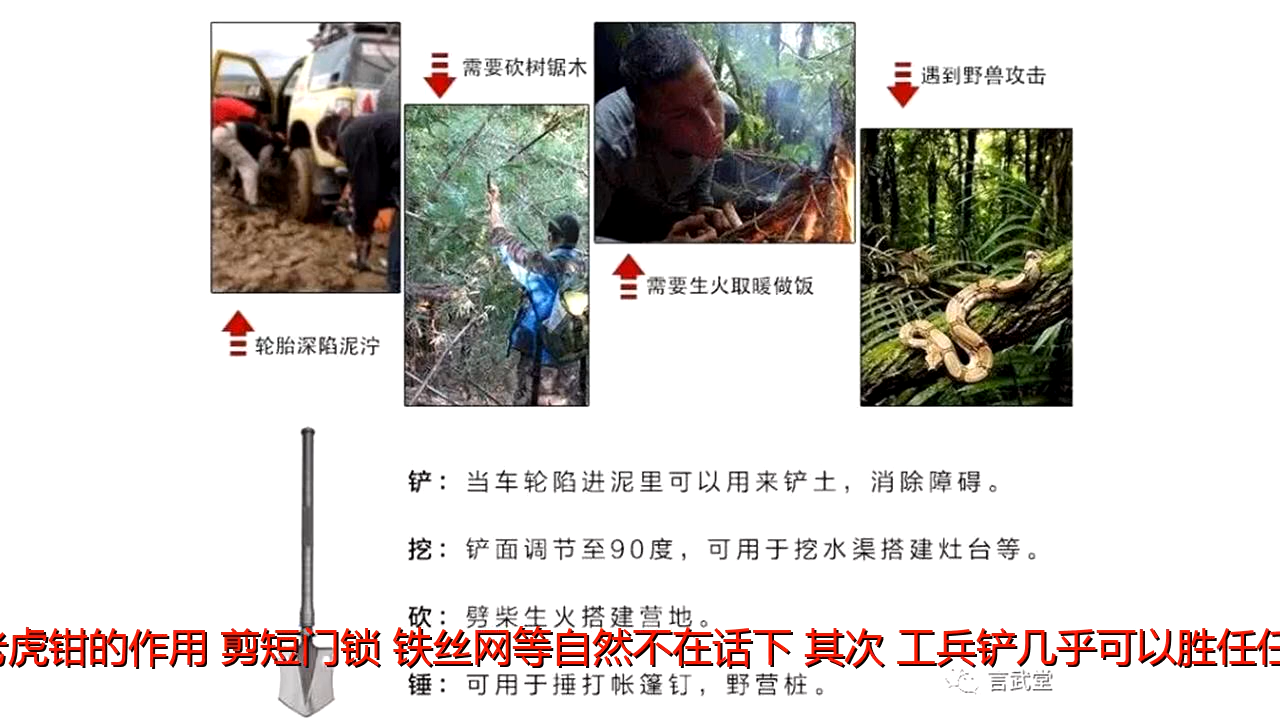 需要砍树锯木
遇到野兽攻击
需要生火取暖做饭
轮胎深陷泥泞
铲：当车轮陷进泥里可以用来铲土，消除障碍。
挖：铲面调节至90度，可用于挖水渠搭建灶台等。
砍：劈柴生火搭建营地。
虎钳的作用 剪短门锁 铁丝网等自然不在话下 其次 工兵铲几乎可以胜任
锤：可用于捶打帐篷钉，野营桩。
言武堂